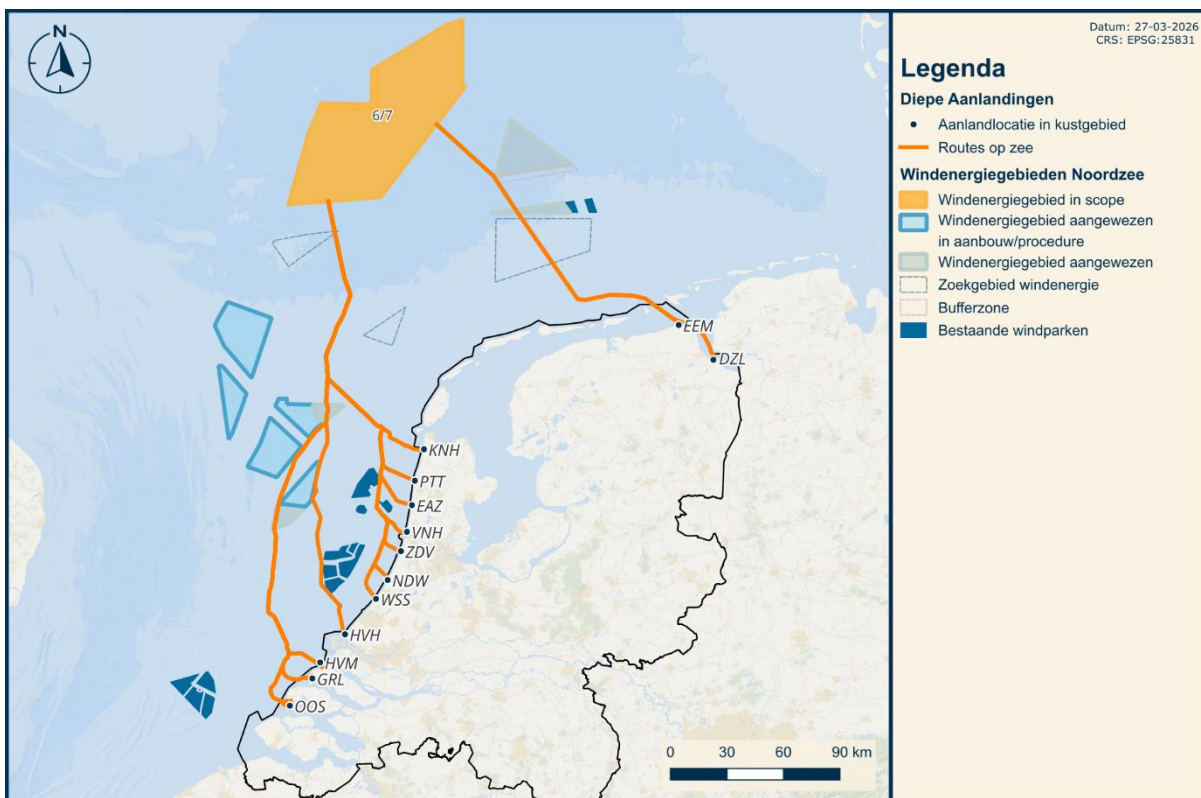 N
6/7
EEM
DZL
KNH
PTT
EAZ
VNH
ZDV
NDW
WSS
HVH
HVM
GRL
OOS
0 30 60 90 km
Datum: 27-03-2026
CRS: EPSG:25831
Legenda
Diepe Aanlandingen
Aanlandlocatie in kustgebied
Routes op zee
Windenergiegebieden Noordzee
Windenergiegebied in scope
Windenergiegebied aangewezen
in aanbouw/procedure
Windenergiegebied aangewezen
Zoekgebied windenergie
Bufferzone
Bestaande windparken